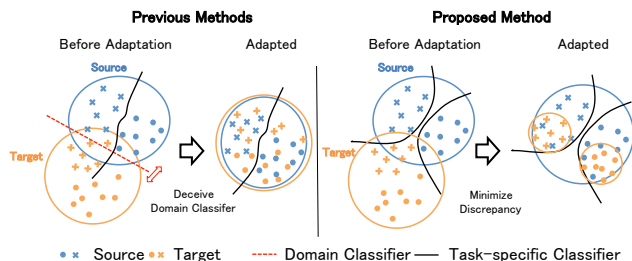 Previous Methods
Proposed Method
Before Adaptation
Adapted
Before Adaptation
Adapted
Source
Source
Target
Target
Deceive
Domain Classifer
Minimize
Discrepancy
Source
Target
Domain Classifier
Task-specific Classifier